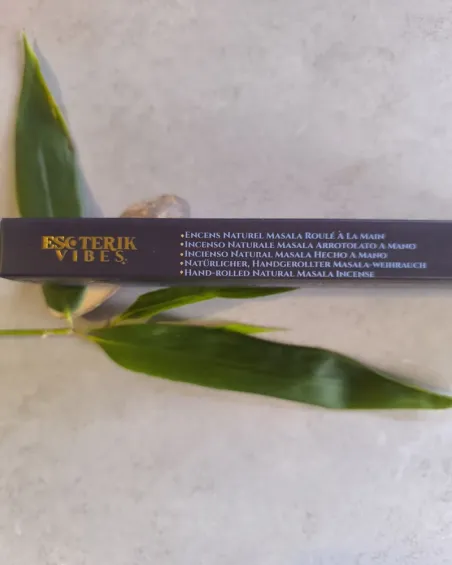 ESOTERIK
VIBES
•Encens Naturel Masala Roulé À La Main
•Incenso Naturale Masala Arrotolato a mano
•Incienso Natural Masala Hecho a mano
•Natürlicher, Handgerollter Masala-weihrauch
•Hand-rolled Natural Masala Incense